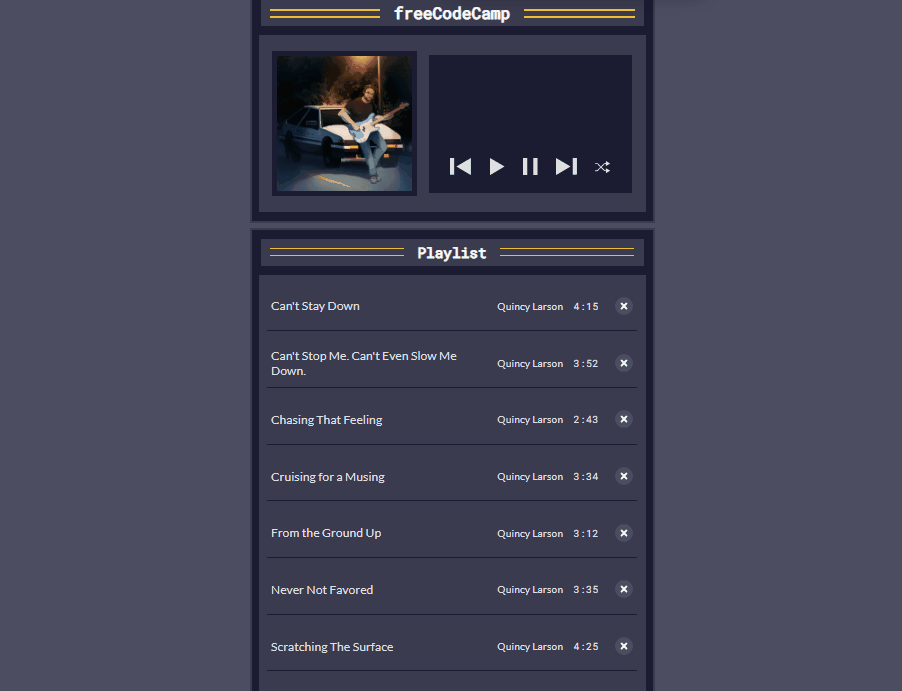 freeCodeCamp
Playlist
Can't Stay Down Quincy Larson 4:15
Can't Stop Me. Can't Even Slow Me
Down. Quincy Larson 3:52
Chasing That Feeling Quincy Larson 2:43
Cruising for a Musing Quincy Larson 3:34
From the Ground Up Quincy Larson 3:12
Never Not Favored Quincy Larson 3:35
Scratching The Surface Quincy Larson 4:25